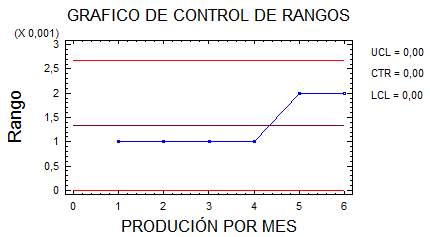 GRAFICO DE CONTROL DE RANGOS
(X 0,001)
3
2,5
2
1,5
1
0,5
0
Rango
0 1 2 3 4 5 6
PRODUCIÓN POR MES
UCL = 0,00
CTR = 0,00
LCL = 0,00